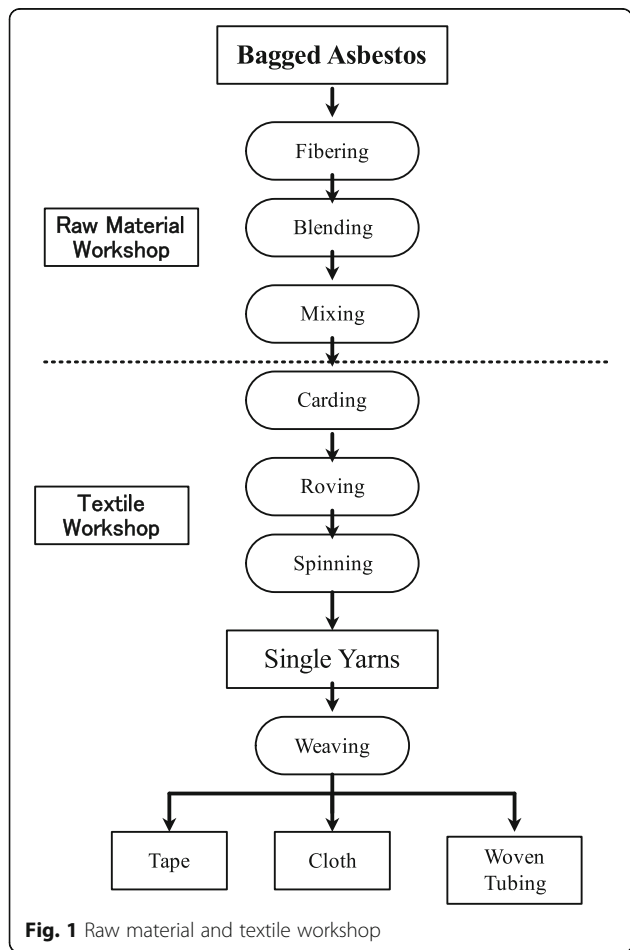 Bagged Asbestos
Fibering
Raw Material
Workshop
Blending
Mixing
Carding
Textile
Workshop
Roving
Spinning
Single Yarns
Weaving
Tape
Cloth
Woven
Tubing
Fig. 1 Raw material and textile workshop